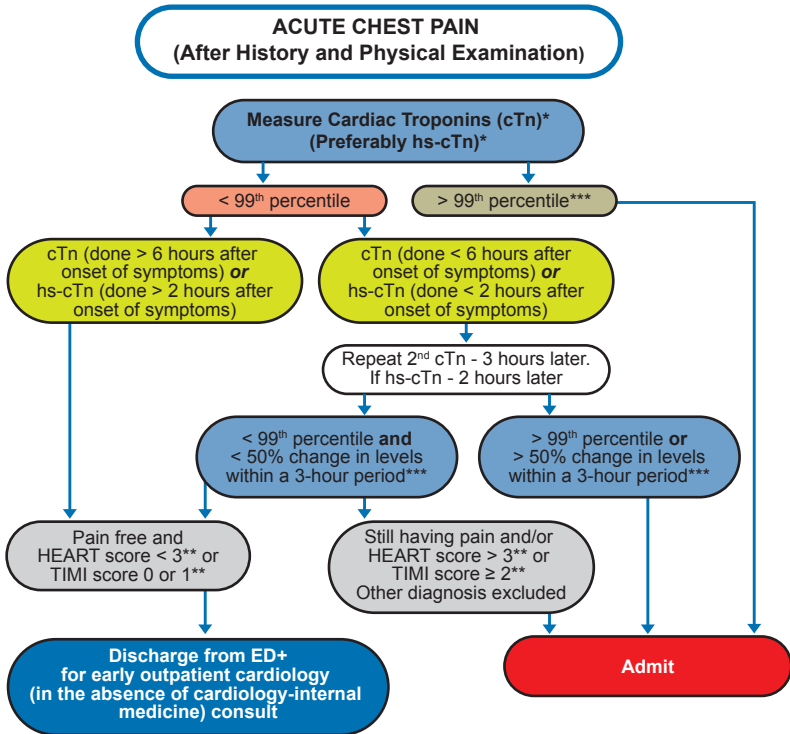 ACUTE CHEST PAIN
(After History and Physical Examination)
Measure Cardiac Troponins (cTn)*
(Preferably hs-cTn)*
< 99th percentile
> 99th percentile***
cTn (done > 6 hours after
onset of symptoms) or
hs-cTn (done > 2 hours after
onset of symptoms)
cTn (done < 6 hours after
onset of symptoms) or
hs-cTn (done < 2 hours after
onset of symptoms)
Repeat 2nd cTn - 3 hours later.
If hs-cTn - 2 hours later
< 99th percentile and
< 50% change in levels
within a 3-hour period***
> 99th percentile or
> 50% change in levels
within a 3-hour period***
Pain free and
HEART score < 3** or
TIMI score 0 or 1**
Still having pain and/or
HEART score > 3** or
TIMI score ≥ 2**
Other diagnosis excluded
Discharge from ED+
for early outpatient cardiology
(in the absence of cardiology-internal
medicine) consult
Admit